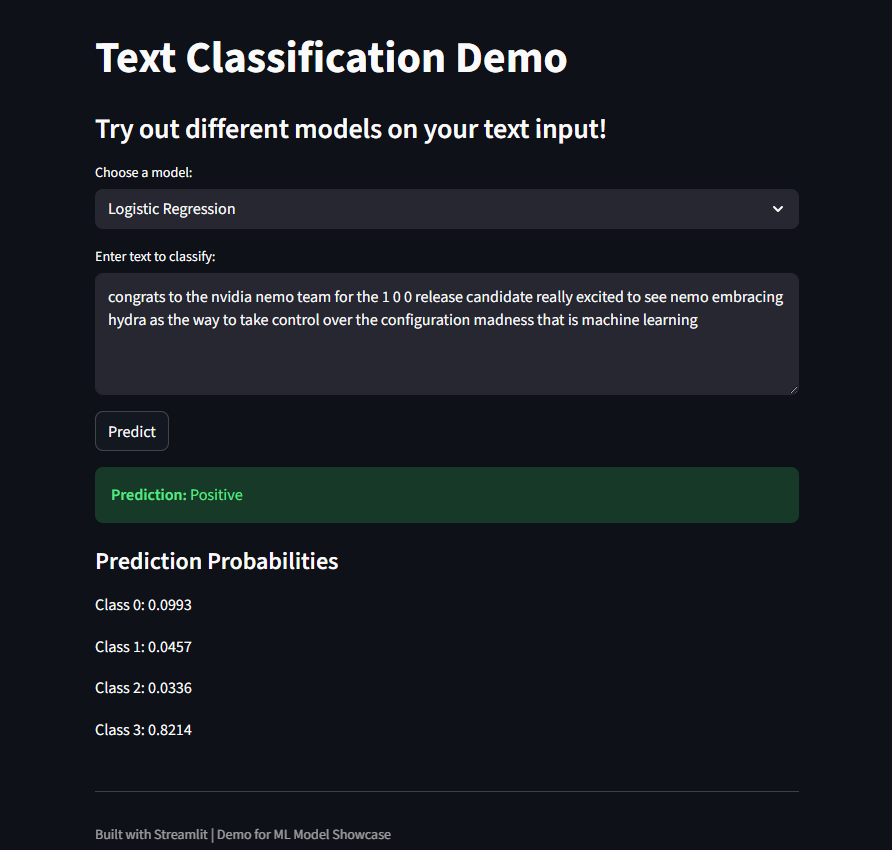 Text Classification Demo
Try out different models on your text input!
Choose a model:
Logistic Regression
Enter text to classify:
congrats to the nvidia nemo team for the 1 0 0 release candidate really excited to see nemo embracing
hydra as the way to take control over the configuration madness that is machine learning
Predict
Prediction: Positive
Prediction Probabilities
Class 0: 0.0993
Class 1: 0.0457
Class 2: 0.0336
Class 3: 0.8214
Built with Streamlit | Demo for ML Model Showcase